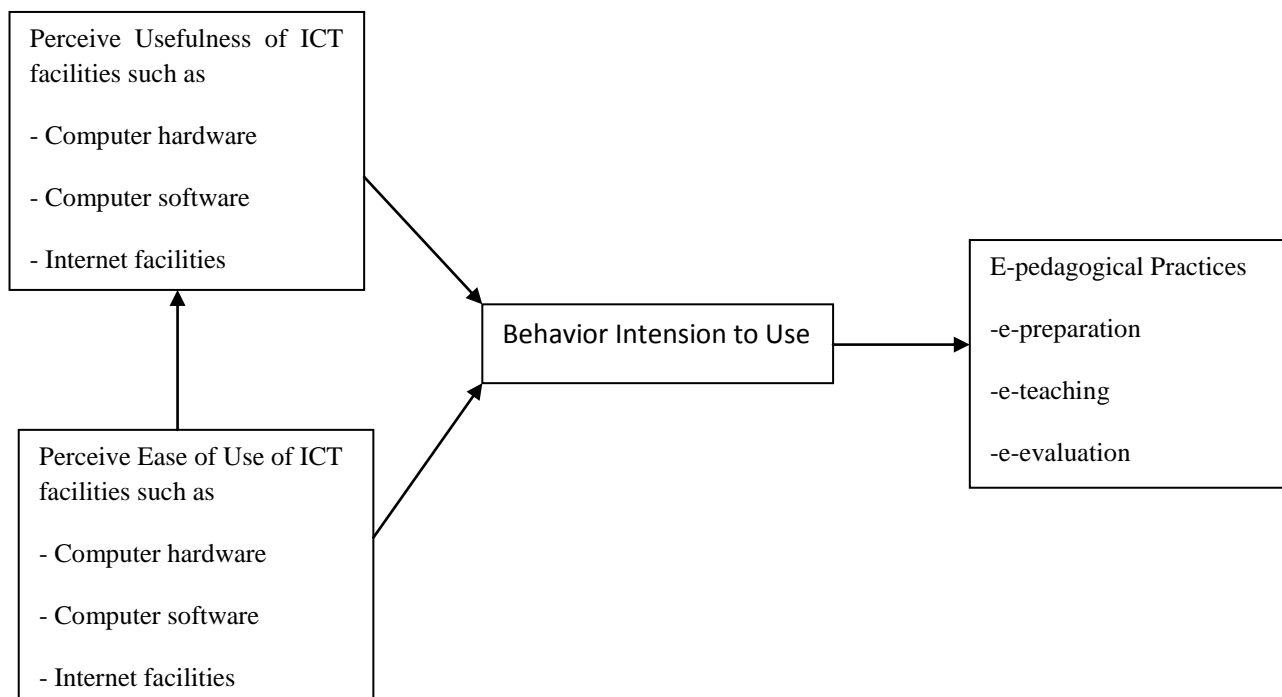 Perceive Usefulness of ICT
facilities such as
- Computer hardware
- Computer software
- Internet facilities
Perceive Ease of Use of ICT
facilities such as
- Computer hardware
- Computer software
- Internet facilities
Behavior Intension to Use
E-pedagogical Practices
-e-preparation
-e-teaching
-e-evaluation